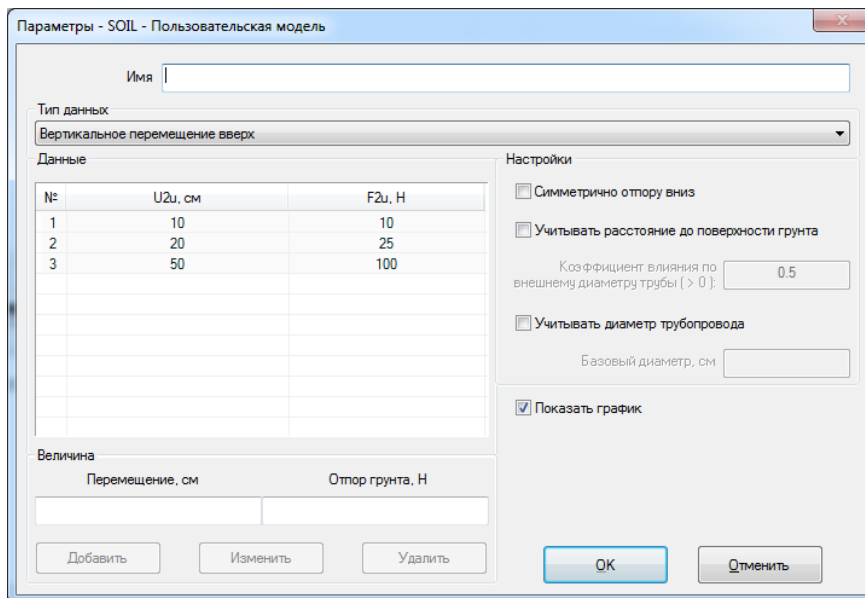 Параметры - SOIL - Пользовательская модель
Имя
Тип данных
Вертикальное перемещение вверх
Данные
№ U2u, см F2u, Н
1 10 10
2 20 25
3 50 100
Величина
Перемещение, см Отпор грунта, Н
Добавить Изменить Удалить
Настройки
Симметрично отпору вниз
Учитывать расстояние до поверхности грунта
Коэффициент влияния по
внешнему диаметру трубы ( > 0 ): 0.5
Учитывать диаметр трубопровода
Базовый диаметр, см
Показать график
OK Отменить